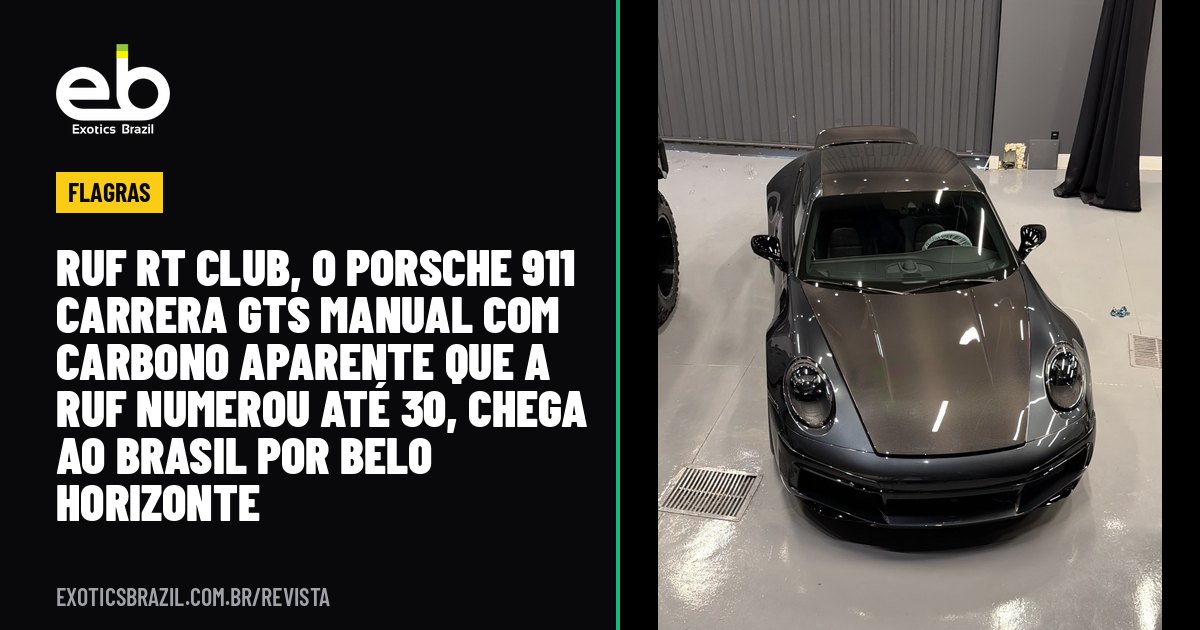 eb
Exotics Brazil
FLAGRAS
RUF RT CLUB, O PORSCHE 911
CARRERA GTS MANUAL COM
CARBONO APARENTE QUE A
RUF NUMEROU ATÉ 30, CHEGA
AO BRASIL POR BELO
HORIZONTE
EXOTICSBRAZIL.COM.BR/REVISTA